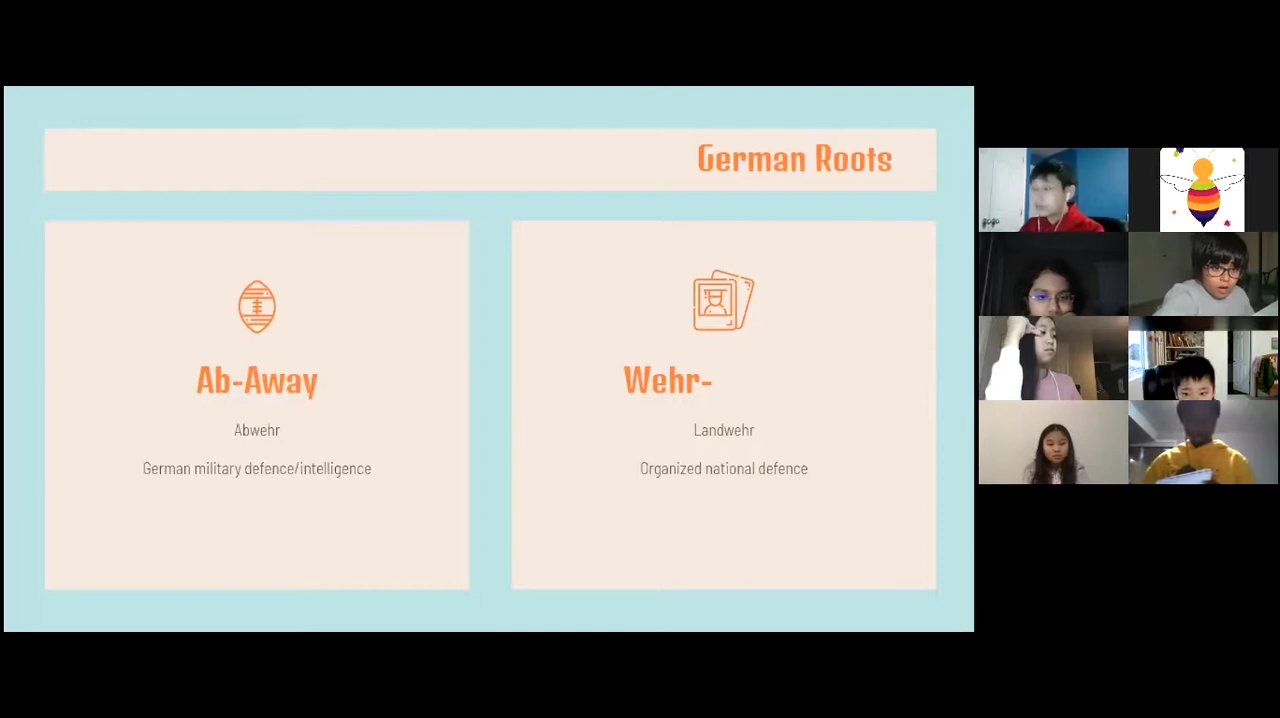 German Roots
Ab-Away
Abwehr
German military defence/intelligence
Wehr-
Landwehr
Organized national defence